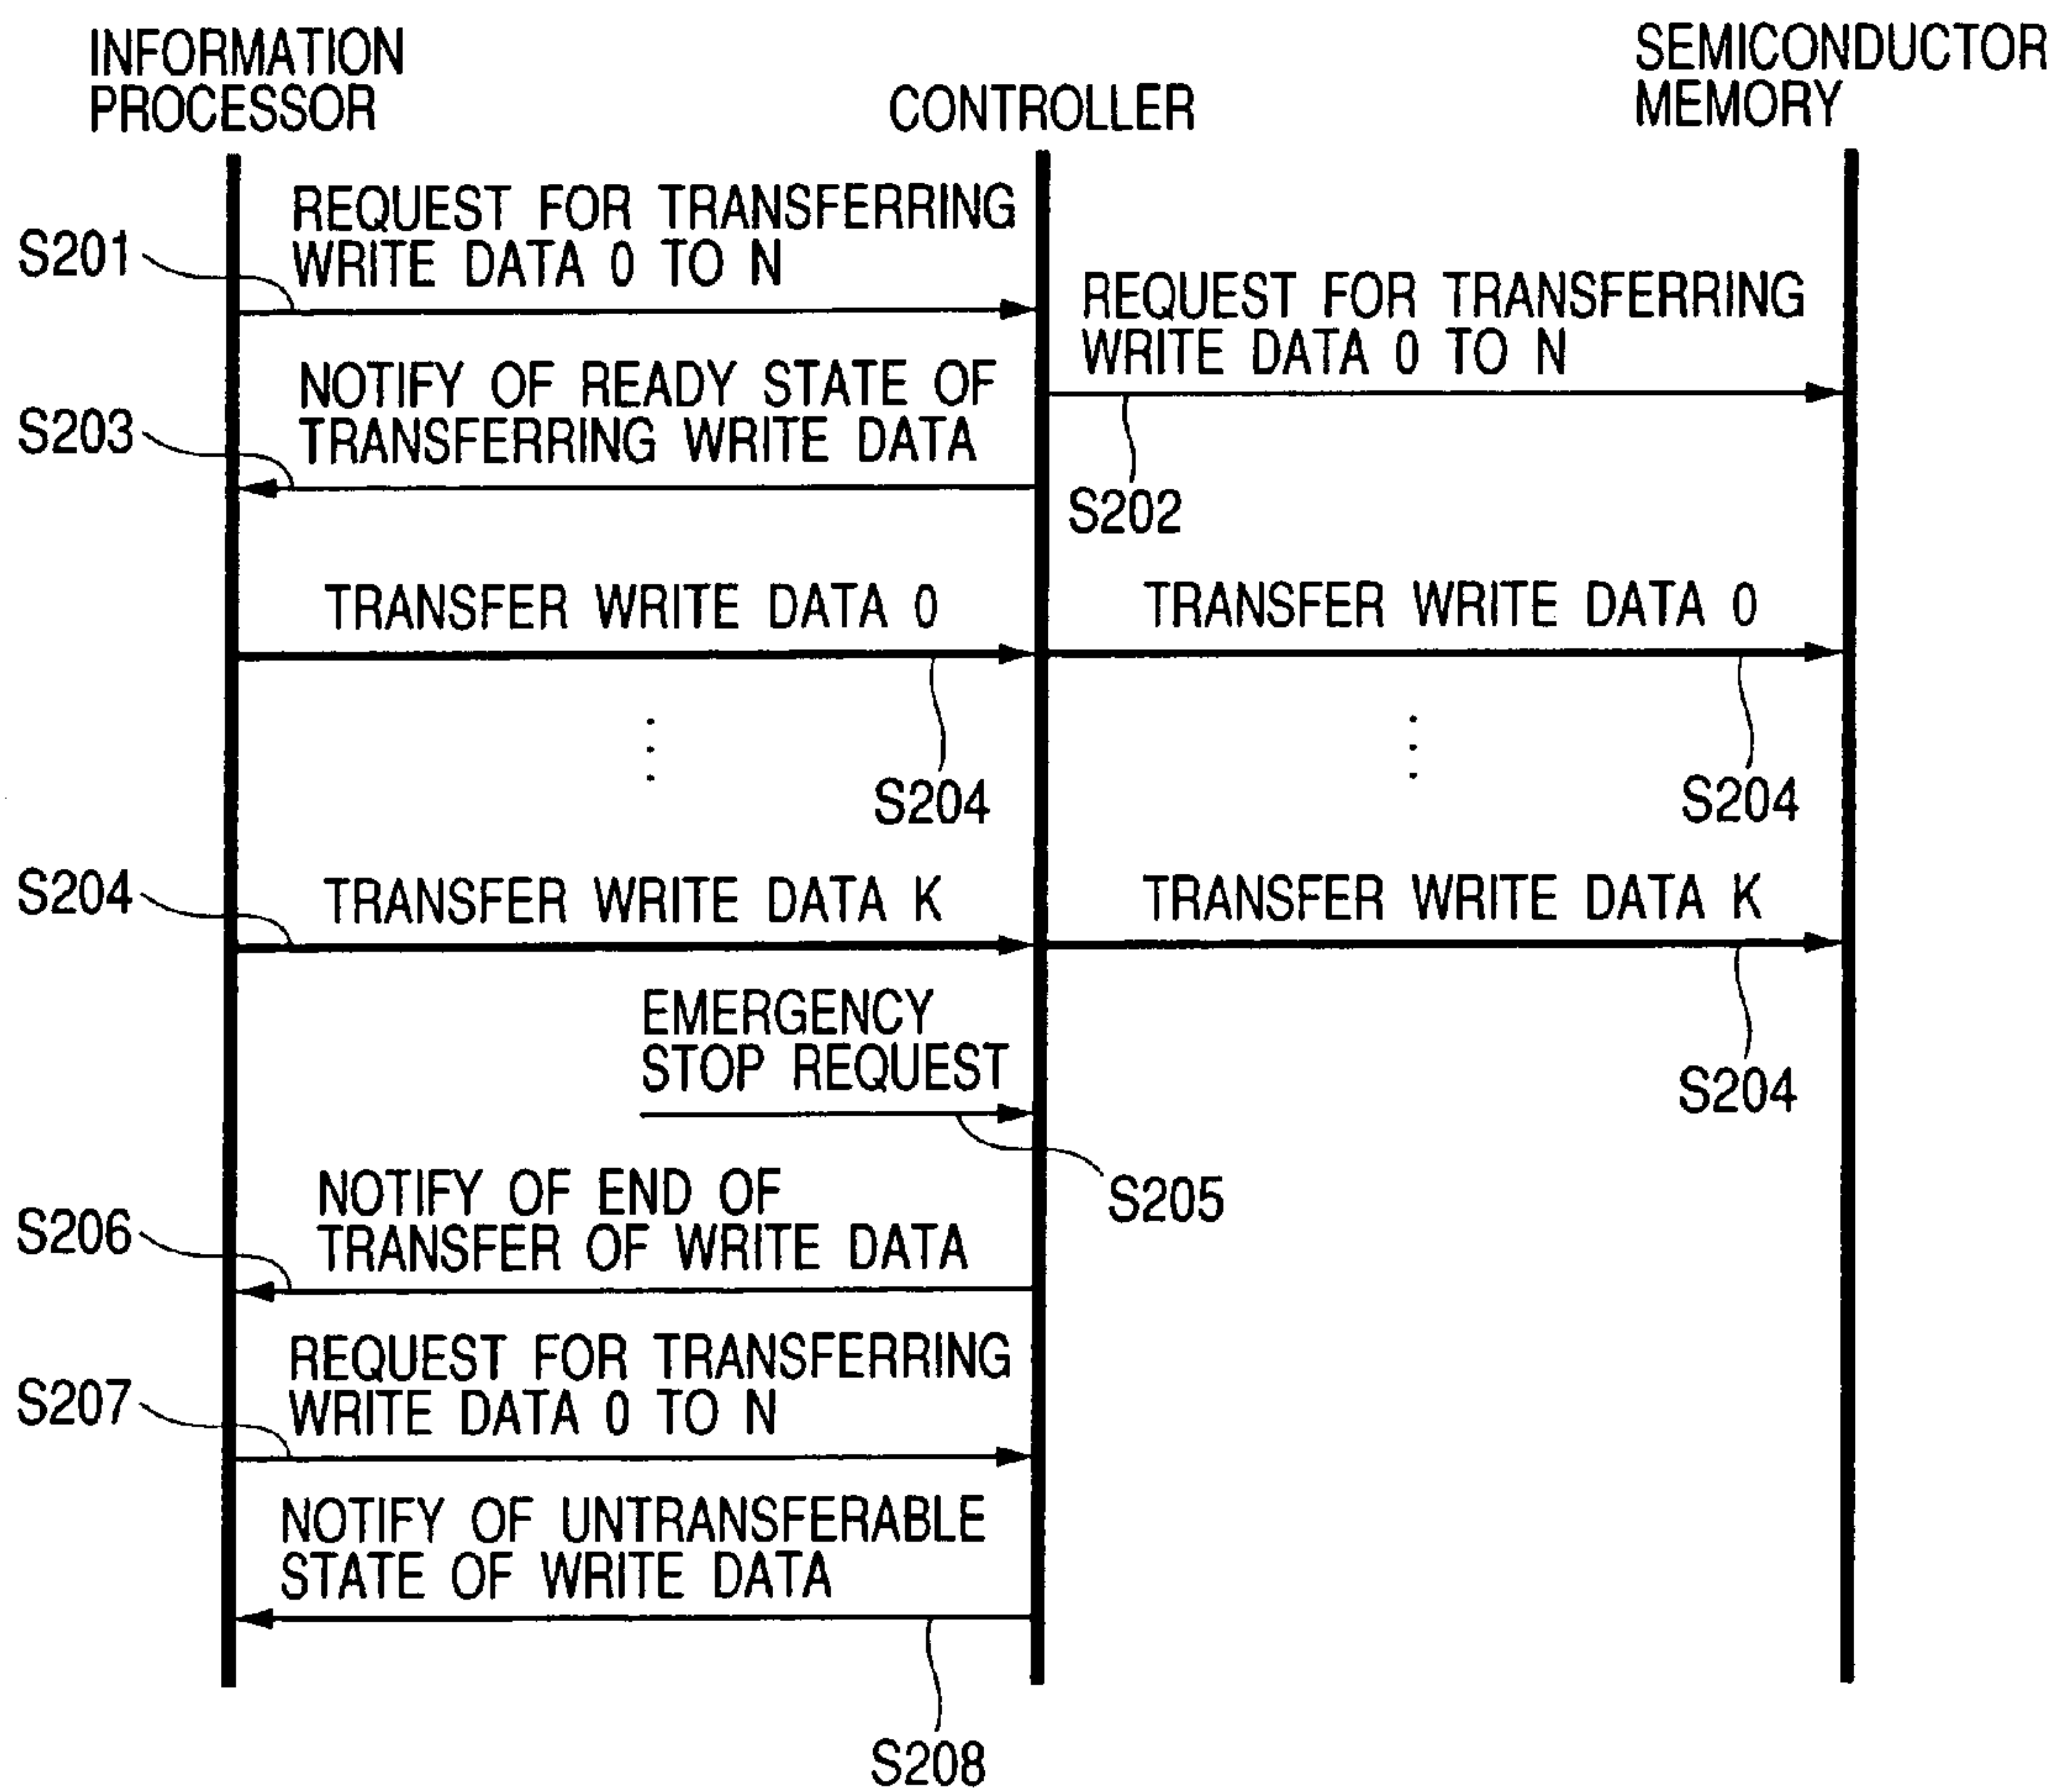 INFORMATION
PROCESSOR
CONTROLLER
SEMICONDUCTOR
MEMORY
REQUEST FOR TRANSFERRING
WRITE DATA 0 TO N
S201
REQUEST FOR TRANSFERRING
WRITE DATA 0 TO N
NOTIFY OF READY STATE OF
TRANSFERRING WRITE DATA
S203
S202
TRANSFER WRITE DATA 0
TRANSFER WRITE DATA 0
S204
S204
S204
TRANSFER WRITE DATA K
TRANSFER WRITE DATA K
EMERGENCY
STOP REQUEST
S204
S205
NOTIFY OF END OF
TRANSFER OF WRITE DATA
S206
REQUEST FOR TRANSFERRING
WRITE DATA 0 TO N
S207
NOTIFY OF UNTRANSFERABLE
STATE OF WRITE DATA
S208